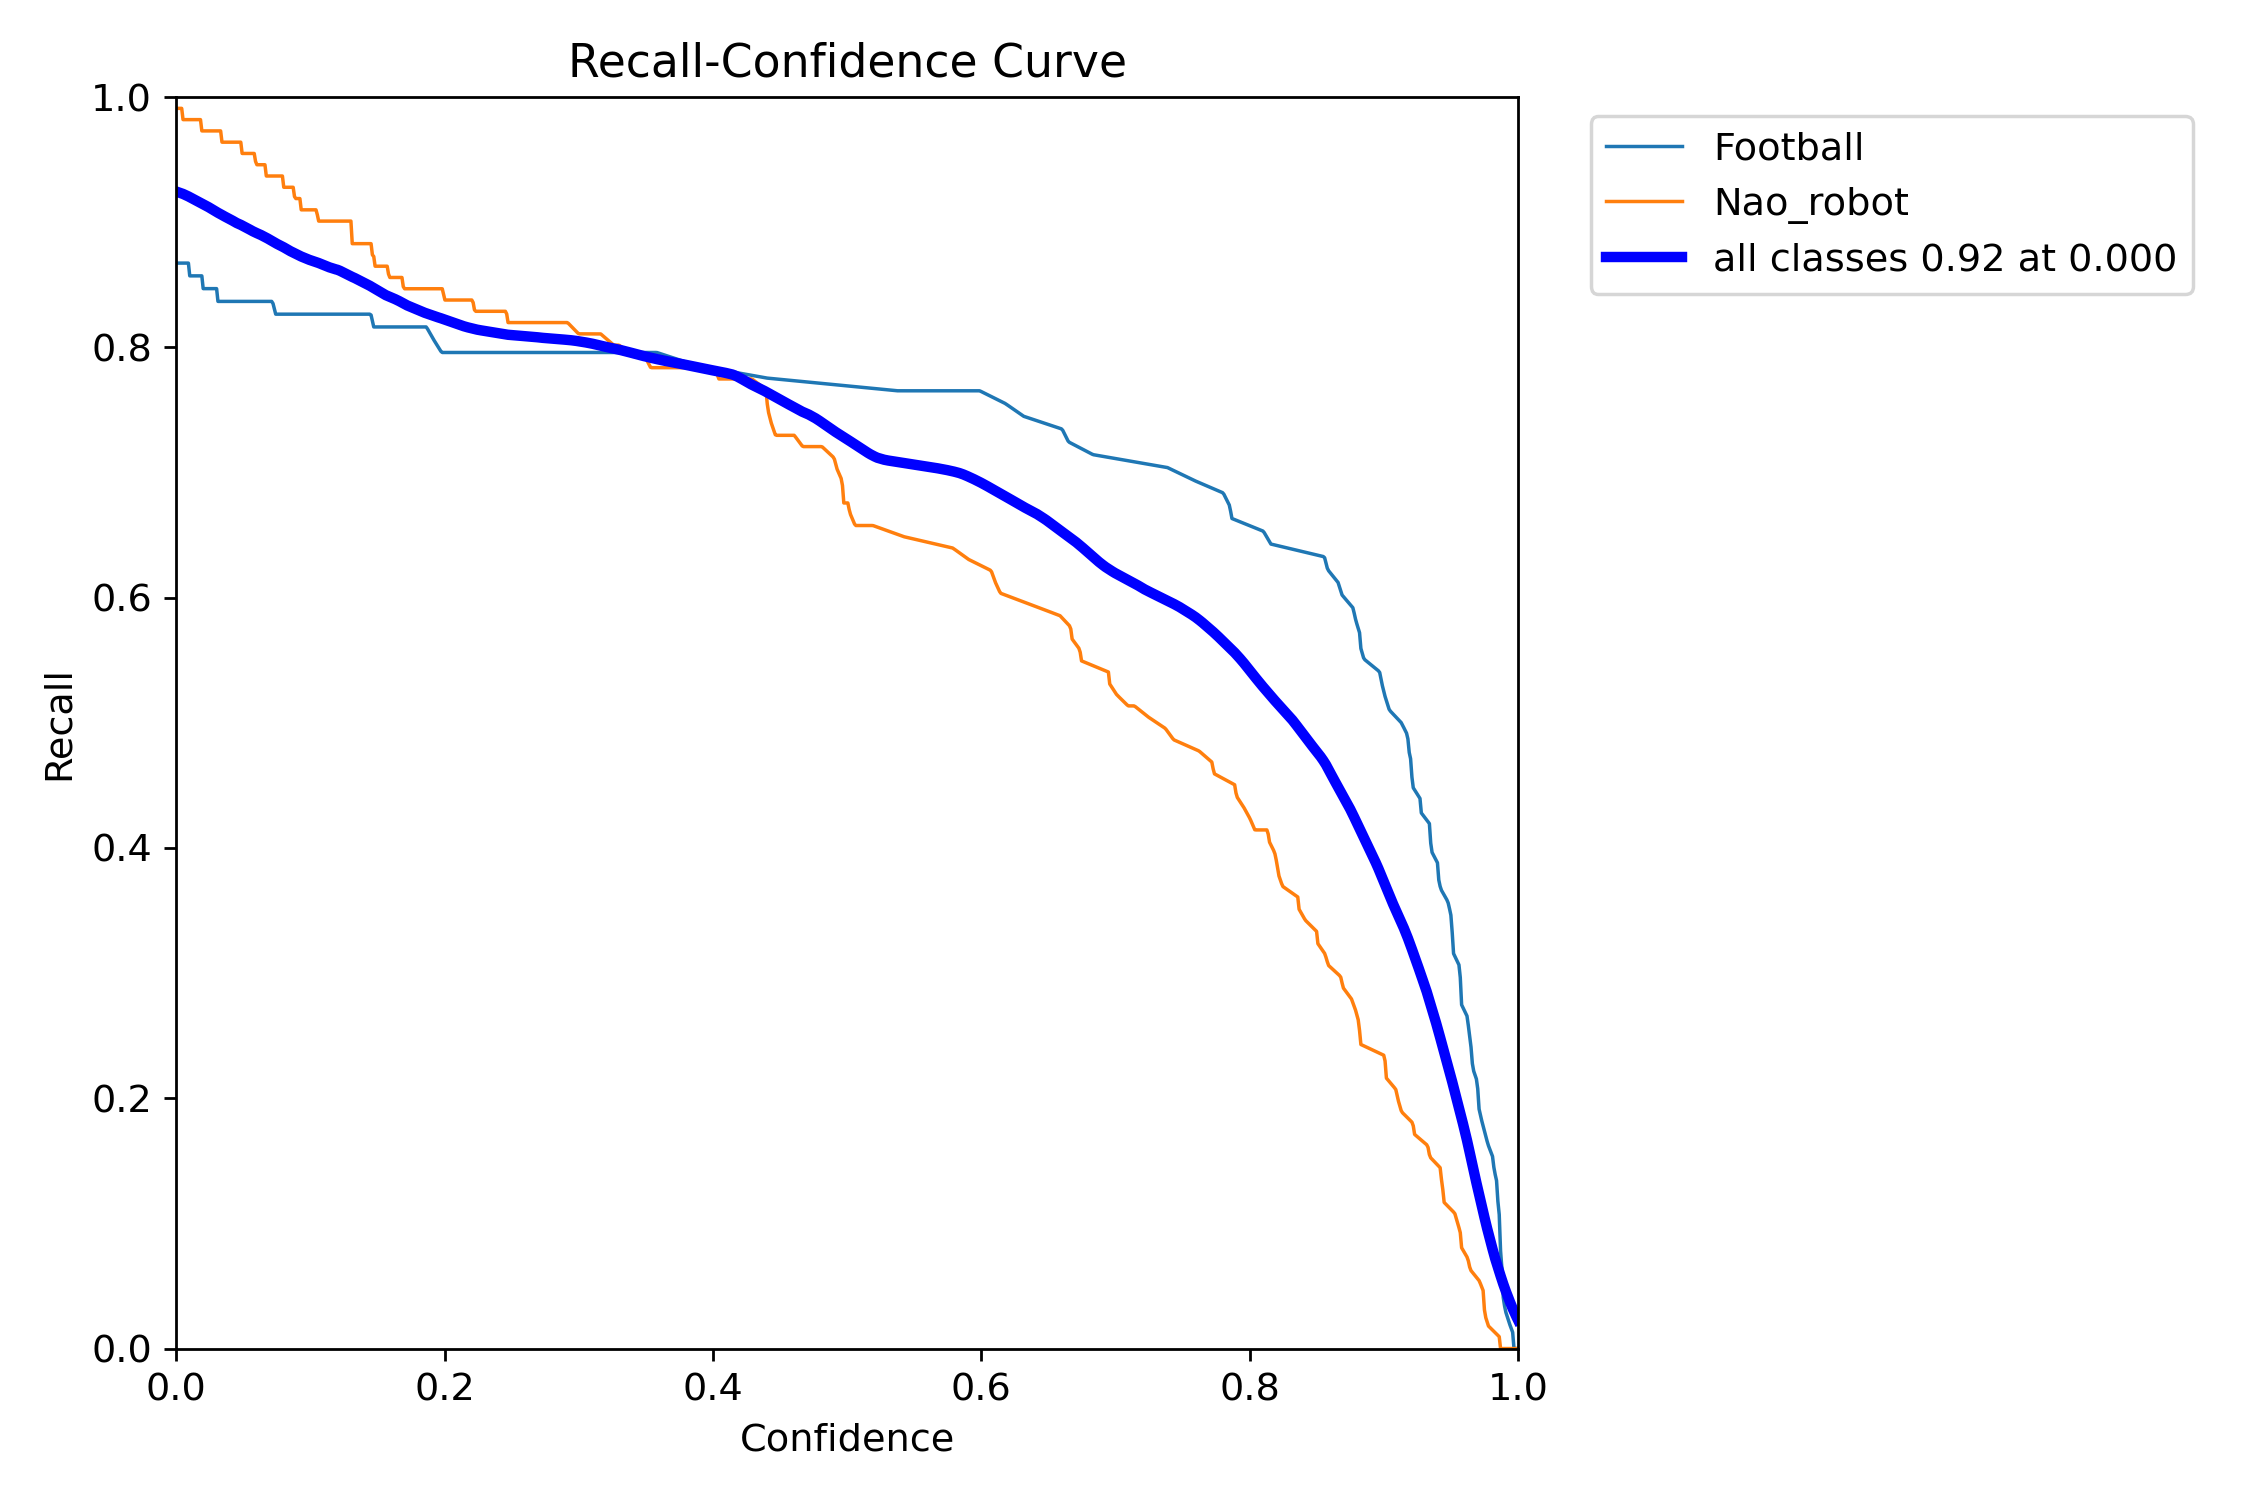 Recall-Confidence Curve
1.0
0.8
0.6
0.4
0.2
0.0
Recall
0.0 0.2 0.4 0.6 0.8 1.0
Confidence
Football
Nao_robot
all classes 0.92 at 0.000